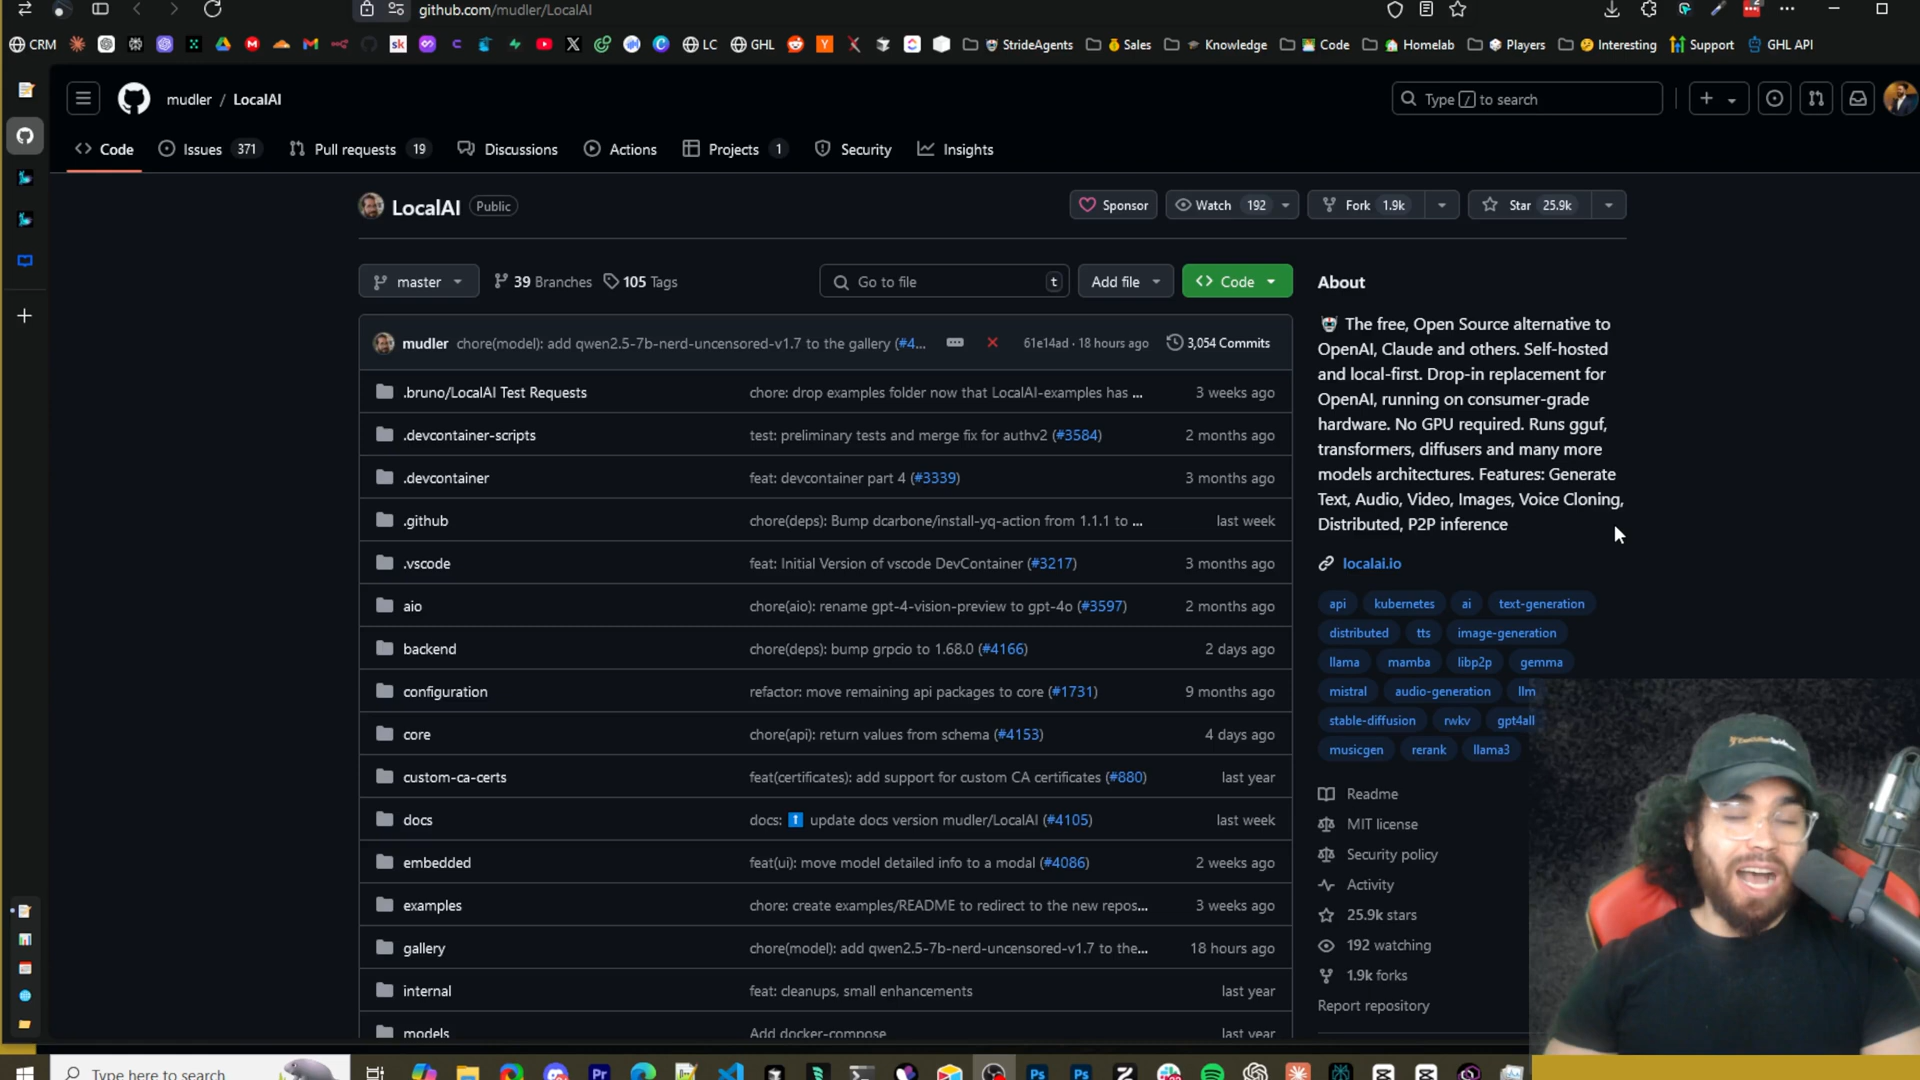 github.com/mudler/LocalAI
CRM
LC
GHL
StrideAgents
Sales
Knowledge
Code
Homelab
Players
Interesting
Support
GHL API
mudler / LocalAI
Type / to search
Code
Issues 371
Pull requests 19
Discussions
Actions
Projects 1
Security
Insights
LocalAI Public
Sponsor
Watch 192
Fork 1.9k
Star 25.9k
master
39 Branches
105 Tags
Go to file t
Add file
Code
mudler chore(model): add qwen2.5-7b-nerd-uncensored-v1.7 to the gallery (#4... 61e14ad · 18 hours ago 3,054 Commits
.bruno/LocalAI Test Requests chore: drop examples folder now that LocalAI-examples has ... 3 weeks ago
.devcontainer-scripts test: preliminary tests and merge fix for authv2 (#3584) 2 months ago
.devcontainer feat: devcontainer part 4 (#3339) 3 months ago
.github chore(deps): Bump dcarbone/install-yq-action from 1.1.1 to ... last week
.vscode feat: Initial Version of vscode DevContainer (#3217) 3 months ago
aio chore(aio): rename gpt-4-vision-preview to gpt-4o (#3597) 2 months ago
backend chore(deps): bump grpcio to 1.68.0 (#4166) 2 days ago
configuration refactor: move remaining api packages to core (#1731) 9 months ago
core chore(api): return values from schema (#4153) 4 days ago
custom-ca-certs feat(certificates): add support for custom CA certificates (#880) last year
docs docs: ⬆️ update docs version mudler/LocalAI (#4105) last week
embedded feat(ui): move model detailed info to a modal (#4086) 2 weeks ago
examples chore: create examples/README to redirect to the new repos... 3 weeks ago
gallery chore(model): add qwen2.5-7b-nerd-uncensored-v1.7 to the... 18 hours ago
internal feat: cleanups, small enhancements last year
models Add docker-compose last year
About
The free, Open Source alternative to
OpenAI, Claude and others. Self-hosted
and local-first. Drop-in replacement for
OpenAI, running on consumer-grade
hardware. No GPU required. Runs gguf,
transformers, diffusers and many more
models architectures. Features: Generate
Text, Audio, Video, Images, Voice Cloning,
Distributed, P2P inference
localai.io
api kubernetes ai text-generation
distributed tts image-generation
llama mamba libp2p gemma
mistral audio-generation llm
stable-diffusion rwkv gpt4all
musicgen rerank llama3
Readme
MIT license
Security policy
Activity
25.9k stars
192 watching
1.9k forks
Report repository
Type here to search